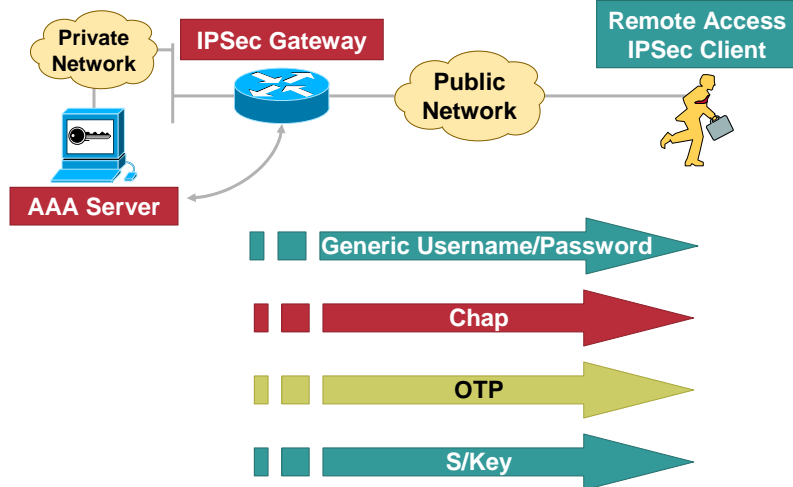 Private
Network
IPSec Gateway
Remote Access
IPSec Client
Public
Network
AAA Server
Generic Username/Password
Chap
OTP
S/Key